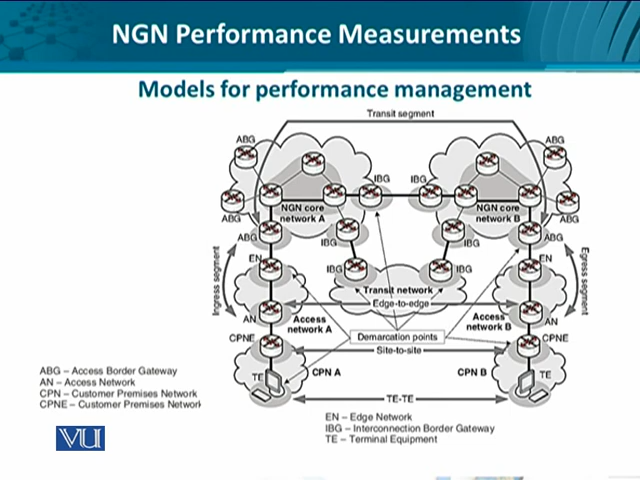 NGN Performance Measurements
Models for performance management
Transit segment
ABG
ABG
IBG
IBG
ABG
NGN core
network A
NGN core
network B
ABG
ABG
ABG
IBG
IBG
ABG
EN
IBG
IBG
EN
Ingress segment
Egress segment
Transit network
Edge-to-edge
AN
Access
network A
Access
network B
AN
CPNE
Demarcation points
CPNE
Site-to-site
TE
CPN A
CPN B
TE
TE-TE
ABG – Access Border Gateway
AN – Access Network
CPN – Customer Premises Network
CPNE – Customer Premises Network
EN – Edge Network
IBG – Interconnection Border Gateway
TE – Terminal Equipment
VU